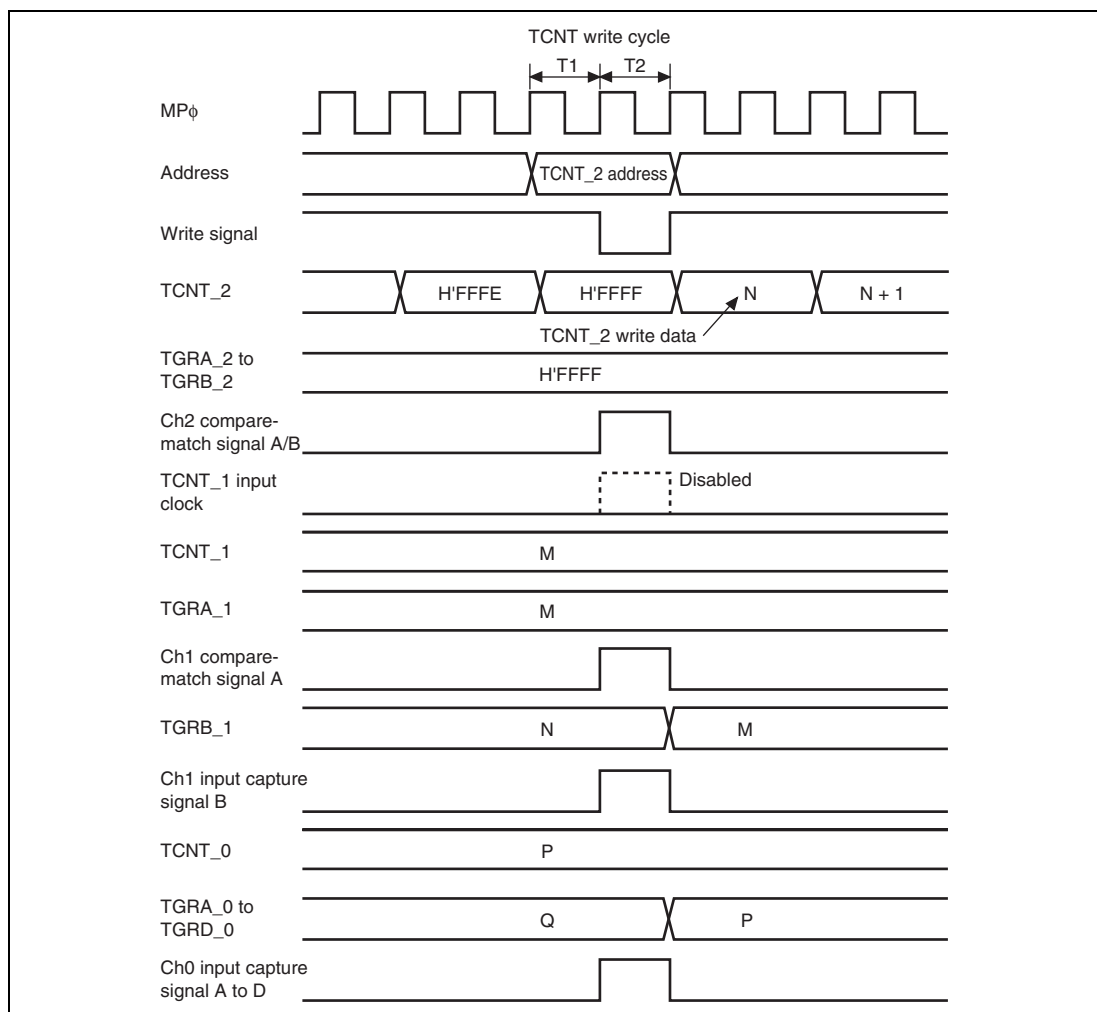 TCNT write cycle
T1 T2
MPϕ
Address
TCNT_2 address
Write signal
TCNT_2
H'FFFE H'FFFF N N + 1
TCNT_2 write data
TGRA_2 to
TGRB_2
H'FFFF
Ch2 compare-
match signal A/B
TCNT_1 input
clock
Disabled
TCNT_1
M
TGRA_1
M
Ch1 compare-
match signal A
TGRB_1
N M
Ch1 input capture
signal B
TCNT_0
P
TGRA_0 to
TGRD_0
Q P
Ch0 input capture
signal A to D